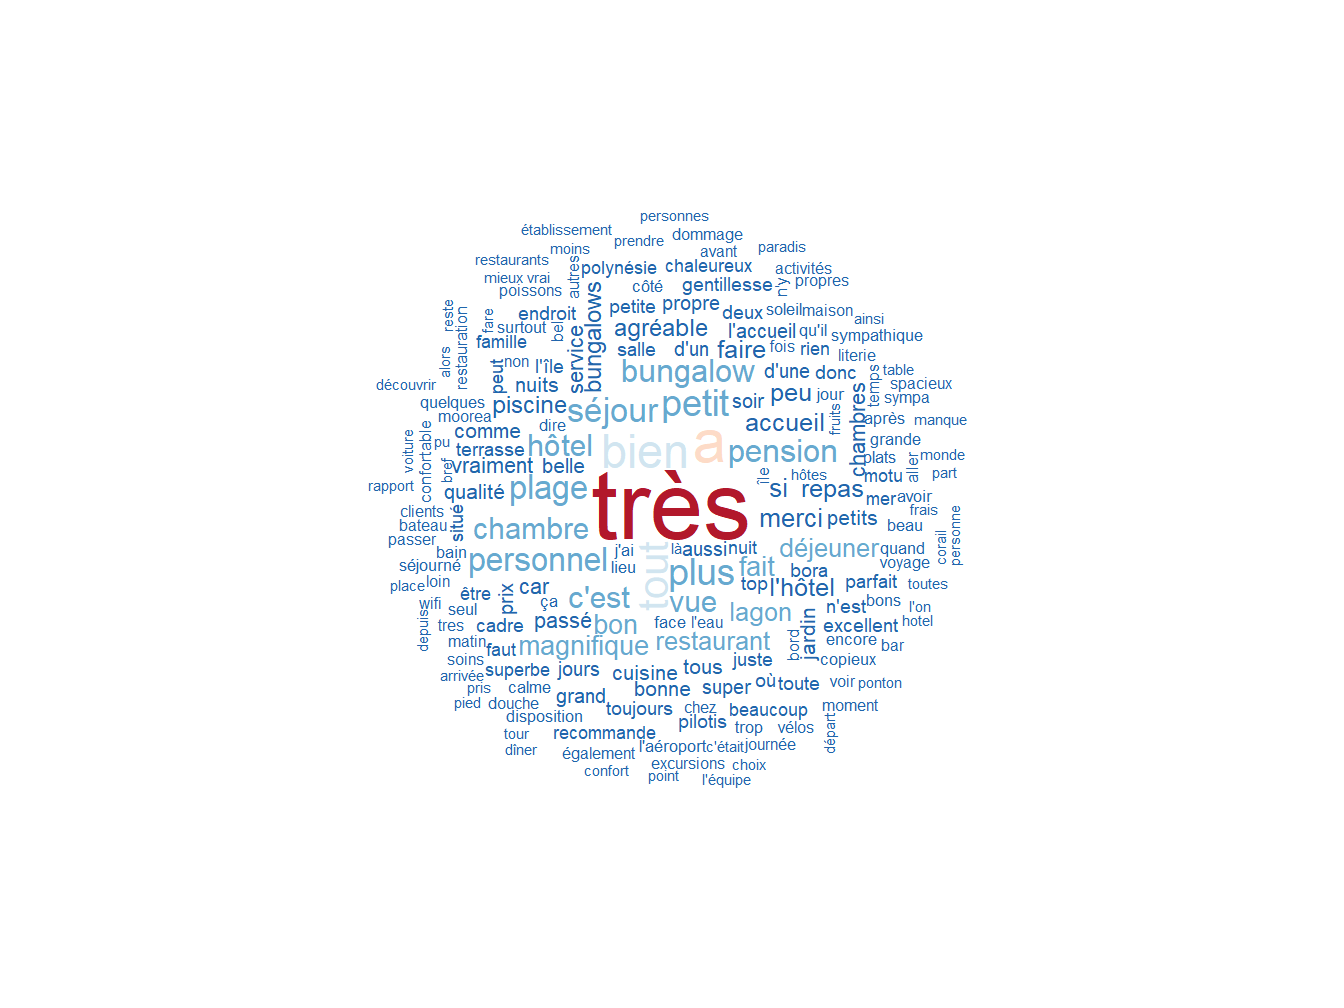 personnes
établissement
prendre
dommage
moins
avant
paradis
restaurants
autres
polynésie
chaleureux
activités
mieux
vrai
poissons
côté
gentillesse
n'y
propres
bungalows
petite
propre
deux
soleil
maison
reste
restauration
fare
endroit
surtout
bel
agréable
l'accueil
qu'il
ainsi
sympathique
famille
service
salle
d'un
faire
fois
rien
literie
alors
non
peut
l'île
bungalow
d'une
donc
temps
table
découvrir
nuits
séjour
petit
soir
peu
jour
spacieux
sympa
quelques
moorea
piscine
dire
accueil
fruits
chambres
après
manque
voiture
confortable
pu
comme
terrasse
hôtel
bien
a
pension
grande
plats
aller
monde
rapport
bref
vraiment
belle
île
hôtes
motu
part
qualité
plage
très
si
repas
mer
avoir
frais
clients
bateau
situé
chambre
merci
petits
beau
corail
personne
passer
bain
j'ai
tout
là
aussi
nuit
déjeuner
quand
séjourné
personnel
lieu
plus
fait
bora
voyage
place
loin
être
prix
car
top
l'hôtel
parfait
toutes
wifi
seul
ça
c'est
vue
lagon
n'est
bons
l'on
depuis
tres
cadre
passé
bon
face
l'eau
bord
jardin
excellent
hotel
matin
faut
magnifique
restaurant
encore
bar
soins
superbe
jours
cuisine
tous
juste
copieux
arrivée
pris
calme
grand
bonne
super
où
toute
voir
ponton
pied
douche
toujours
chez
beaucoup
moment
disposition
pilotis
trop
vélos
départ
tour
recommande
dîner
également
l'aéroport
c'était
journée
confort
excursions
choix
point
l'équipe